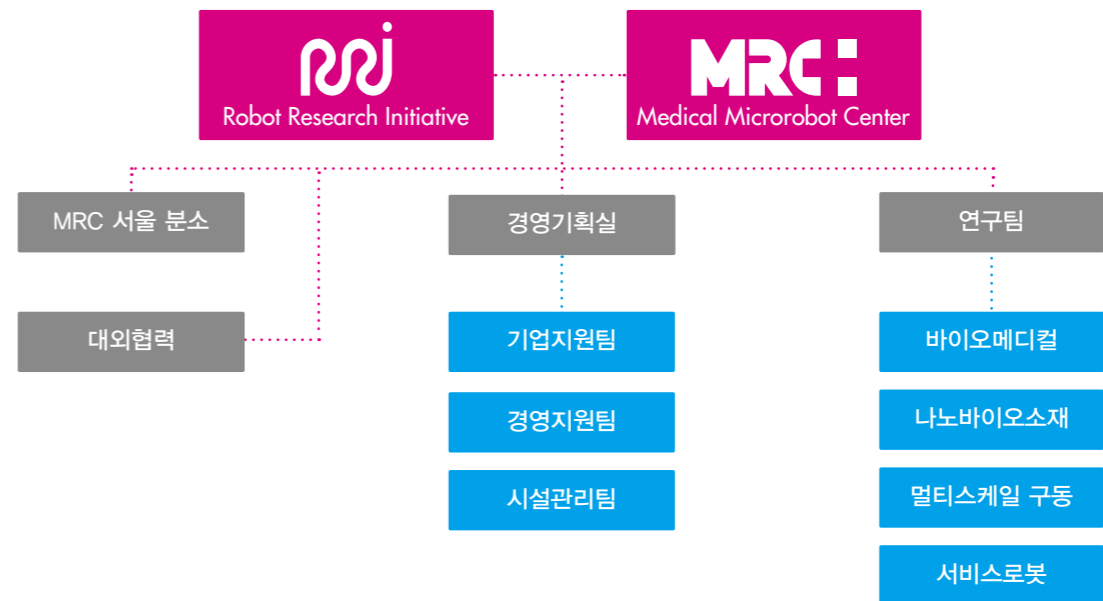 RRI
Robot Research Initiative
MRC
Medical Microrobot Center
MRC 서울 분소
경영기획실
연구팀
대외협력
기업지원팀
바이오메디컬
경영지원팀
나노바이오소재
시설관리팀
멀티스케일 구동
서비스로봇